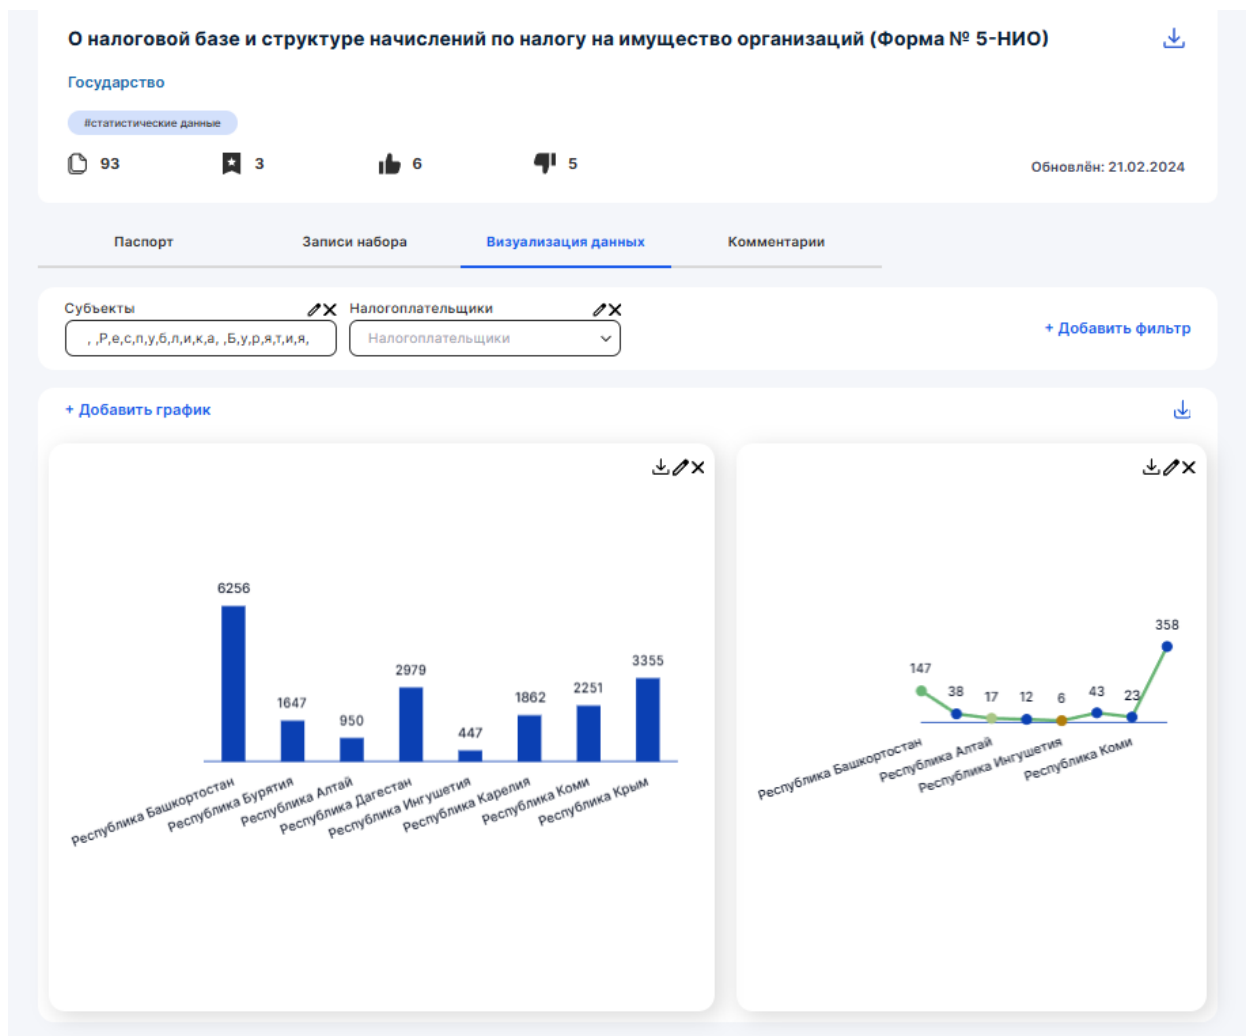 О налоговой базе и структуре начислений по налогу на имущество организаций (Форма № 5-НИО)
Государство
#статистические данные
93 3 6 5
Обновлён: 21.02.2024
Паспорт Записи набора Визуализация данных Комментарии
Субъекты Налогоплательщики
, ,Р,е,с,п,у,б,л,и,к,а, ,Б,у,р,я,т,и,я, Налогоплательщики
+ Добавить фильтр
+ Добавить график
6256 1647 950 2979 447 1862 2251 3355
Республика Башкортостан
Республика Бурятия
Республика Алтай
Республика Дагестан
Республика Ингушетия
Республика Карелия
Республика Коми
Республика Крым
147 38 17 12 6 43 23 358
Республика Башкортостан
Республика Алтай
Республика Ингушетия
Республика Коми